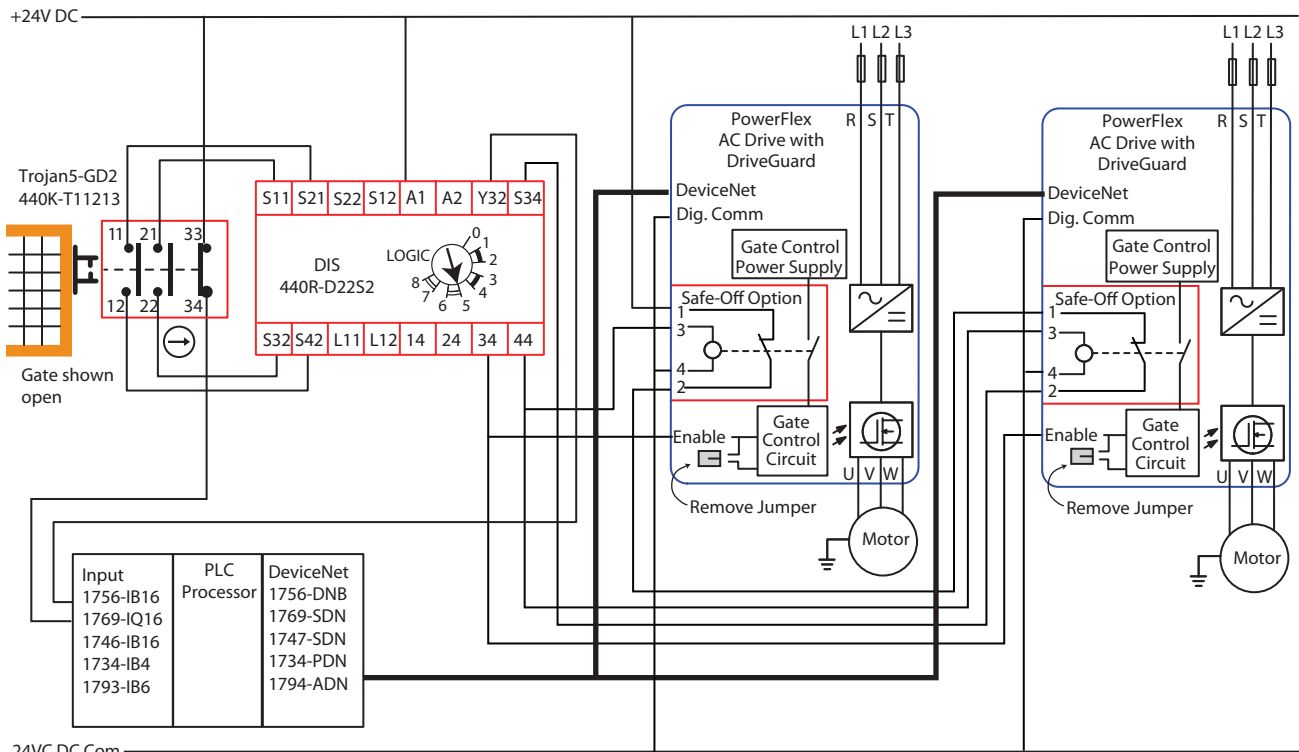 +24V DC
Trojan5-GD2
440K-T11213
11 21 33
12 22 34
Gate shown
open
S11 S21 S22 S12 A1 A2 Y32 S34
DIS
440R-D22S2
LOGIC
0
1
2
3
4
5
6
7
8
S32 S42 L11 L12 14 24 34 44
L1 L2 L3
PowerFlex
AC Drive with
DriveGuard
R S T
DeviceNet
Dig. Comm
Gate Control
Power Supply
Safe-Off Option
1
3
4
2
Enable
Gate
Control
Circuit
U V W
Remove Jumper
Motor
L1 L2 L3
PowerFlex
AC Drive with
DriveGuard
R S T
DeviceNet
Dig. Comm
Gate Control
Power Supply
Safe-Off Option
1
3
4
2
Enable
Gate
Control
Circuit
U V W
Remove Jumper
Motor
Input
1756-IB16
1769-IQ16
1746-IB16
1734-IB4
1793-IB6
PLC
Processor
DeviceNet
1756-DNB
1769-SDN
1747-SDN
1734-PDN
1794-ADN
24VC DC Com